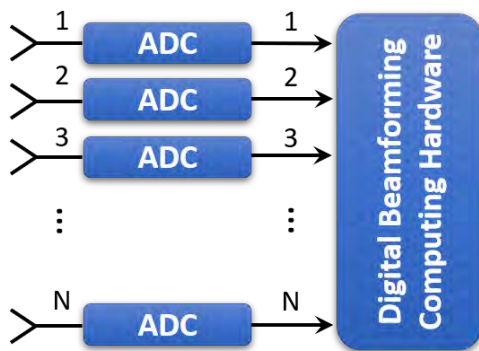 1 ADC 1
2 ADC 2
3 ADC 3
... ...
N ADC N
Digital Beamforming
Computing Hardware